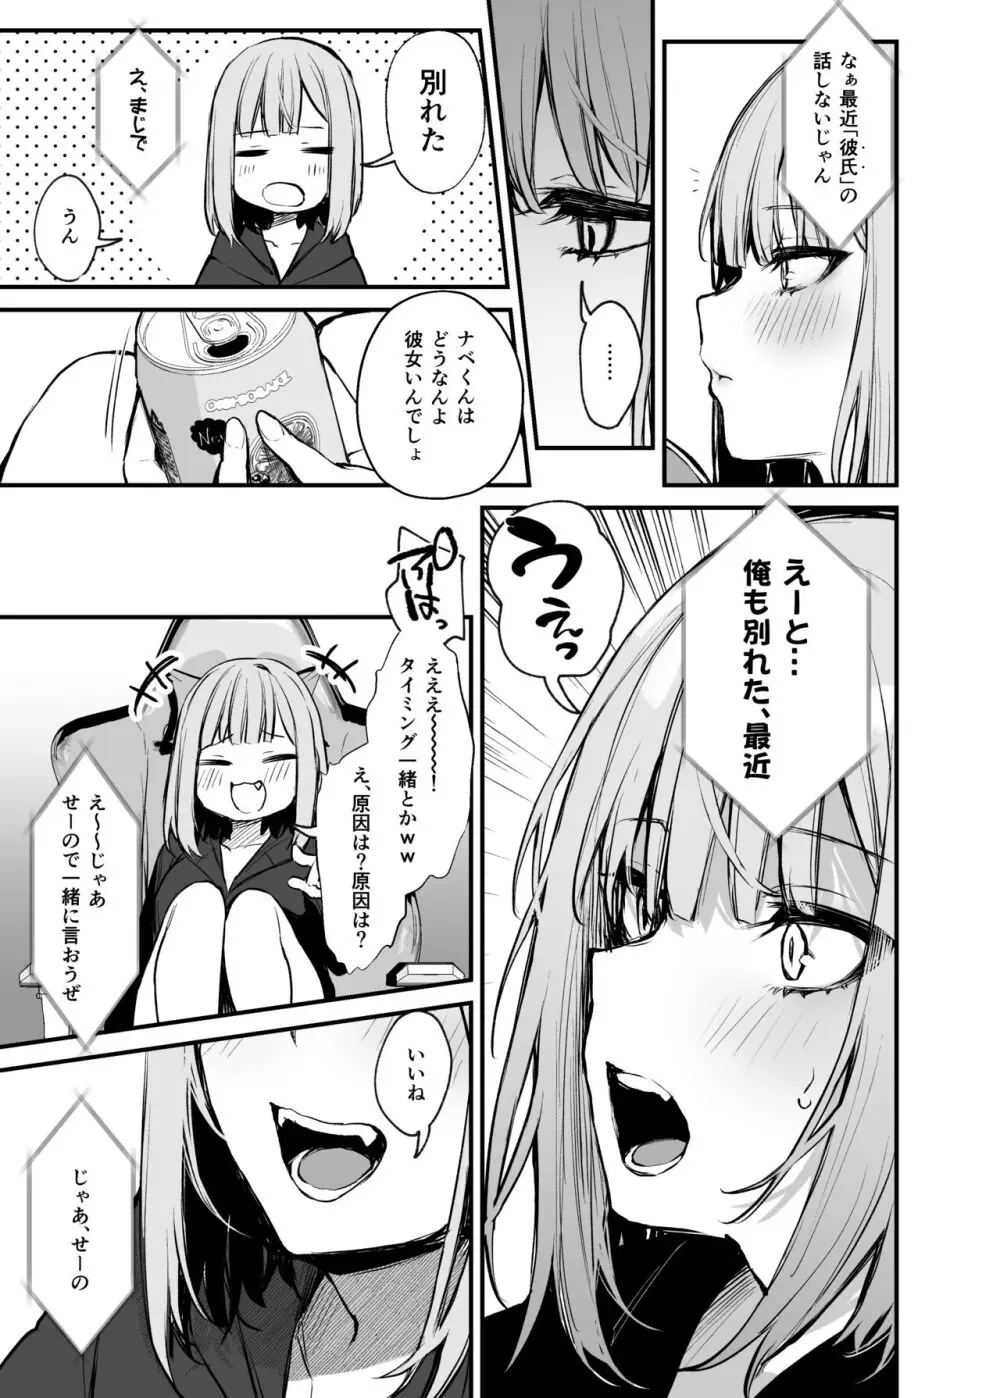 なぁ最近「彼氏」の
話しないじゃん
……
別れた
え、まじで
うん
ナベくんは
どうなんよ
彼女いんでしょ
えーと…
俺も別れた、最近
うえっ
えええ〜〜〜〜！
タイミング一緒とかｗｗ
え、原因は？原因は？
え〜〜じゃあ
せーので一緒に言おうぜ
いいね
じゃあ、せーの